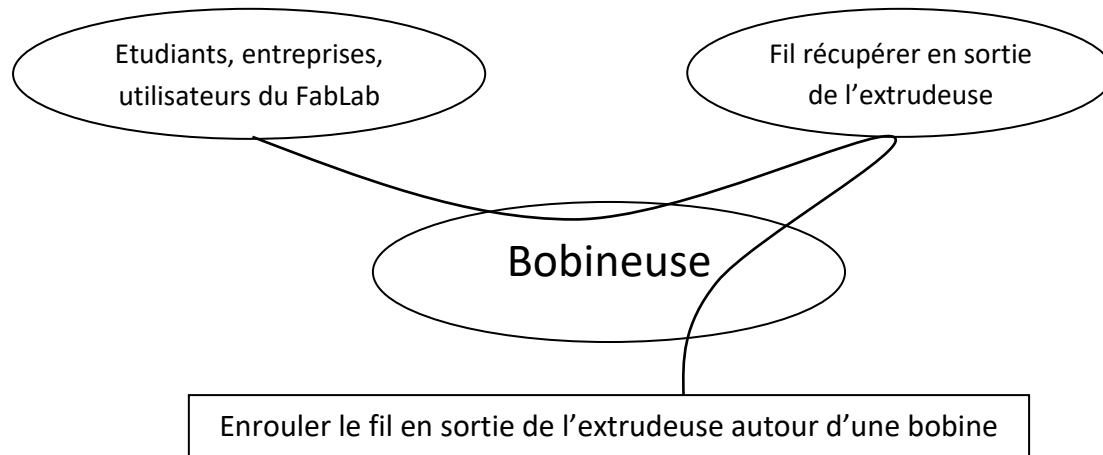 Etudiants, entreprises,
utilisateurs du FabLab
Fil récupérer en sortie
de l’extrudeuse
Bobineuse
Enrouler le fil en sortie de l’extrudeuse autour d’une bobine